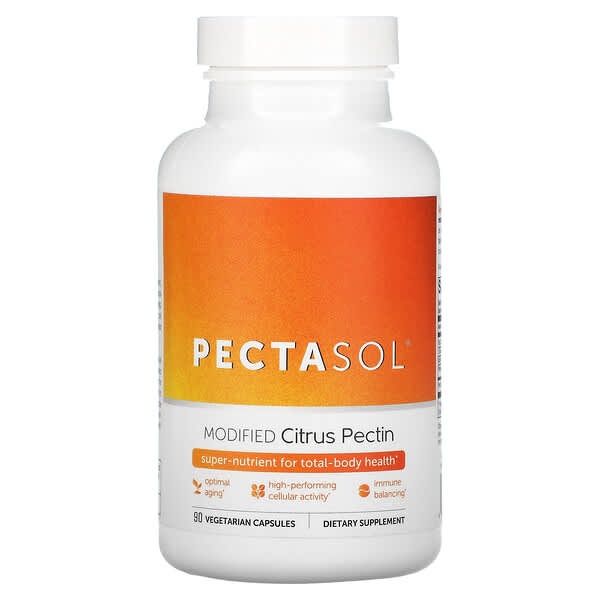 PECTASOL®
MODIFIED Citrus Pectin
super-nutrient for total-body health*
optimal
aging*
high-performing
cellular activity*
immune
balancing*
90 VEGETARIAN CAPSULES
DIETARY SUPPLEMENT